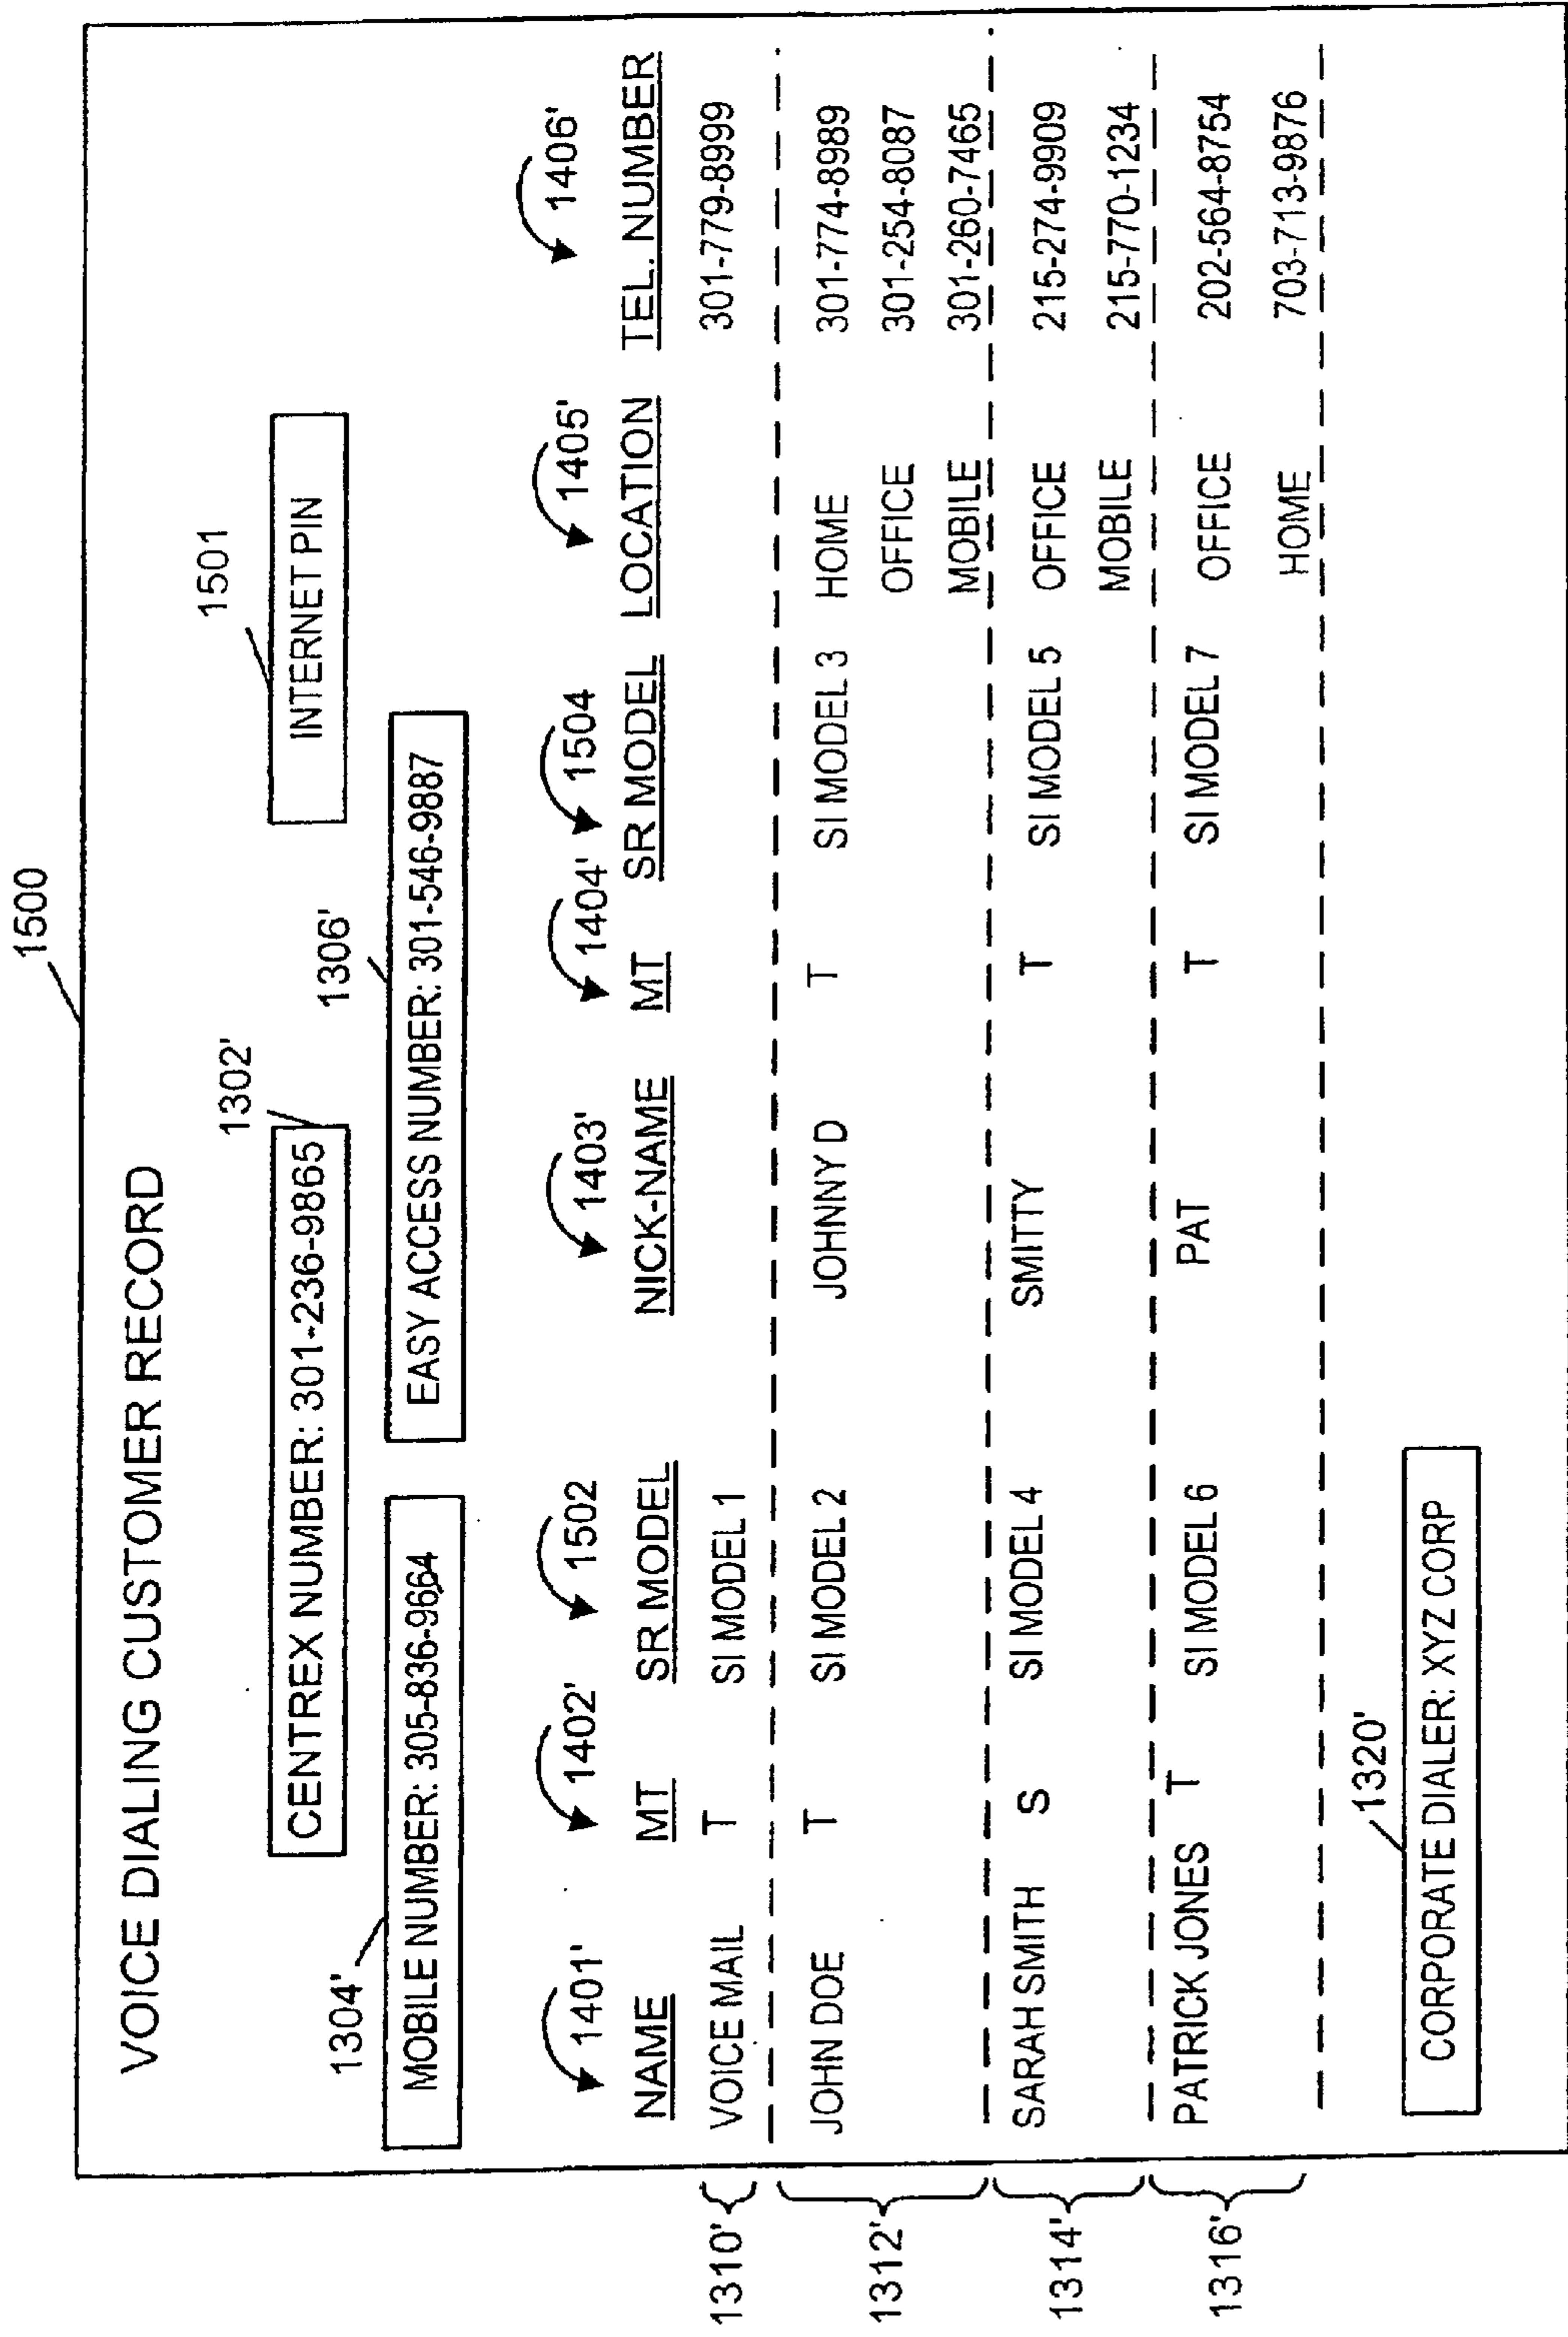 1500
VOICE DIALING CUSTOMER RECORD
1302'
1501
CENTREX NUMBER: 301-236-9865
INTERNET PIN
1304'
1306'
MOBILE NUMBER: 305-836-9664
EASY ACCESS NUMBER: 301-546-9887
1401' 1402' 1502 1403' 1404' 1504 1405' 1406'
NAME MT SR MODEL NICK-NAME MT SR MODEL LOCATION TEL. NUMBER
1310' VOICE MAIL T SI MODEL 1 301-779-8999
1312' JOHN DOE T SI MODEL 2 JOHNNY D T SI MODEL 3 HOME 301-774-8989
OFFICE 301-254-8087
MOBILE 301-260-7465
1314' SARAH SMITH S SI MODEL 4 SMITTY T SI MODEL 5 OFFICE 215-274-9909
MOBILE 215-770-1234
1316' PATRICK JONES T SI MODEL 6 PAT T SI MODEL 7 OFFICE 202-564-8754
HOME 703-713-9876
1320'
CORPORATE DIALER: XYZ CORP